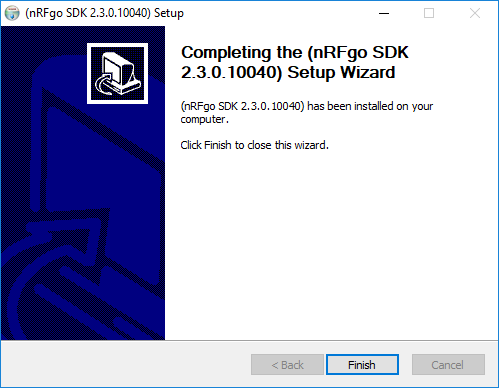 (nRFgo SDK 2.3.0.10040) Setup
Completing the (nRFgo SDK
2.3.0.10040) Setup Wizard
(nRFgo SDK 2.3.0.10040) has been installed on your
computer.
Click Finish to close this wizard.
< Back
Finish
Cancel